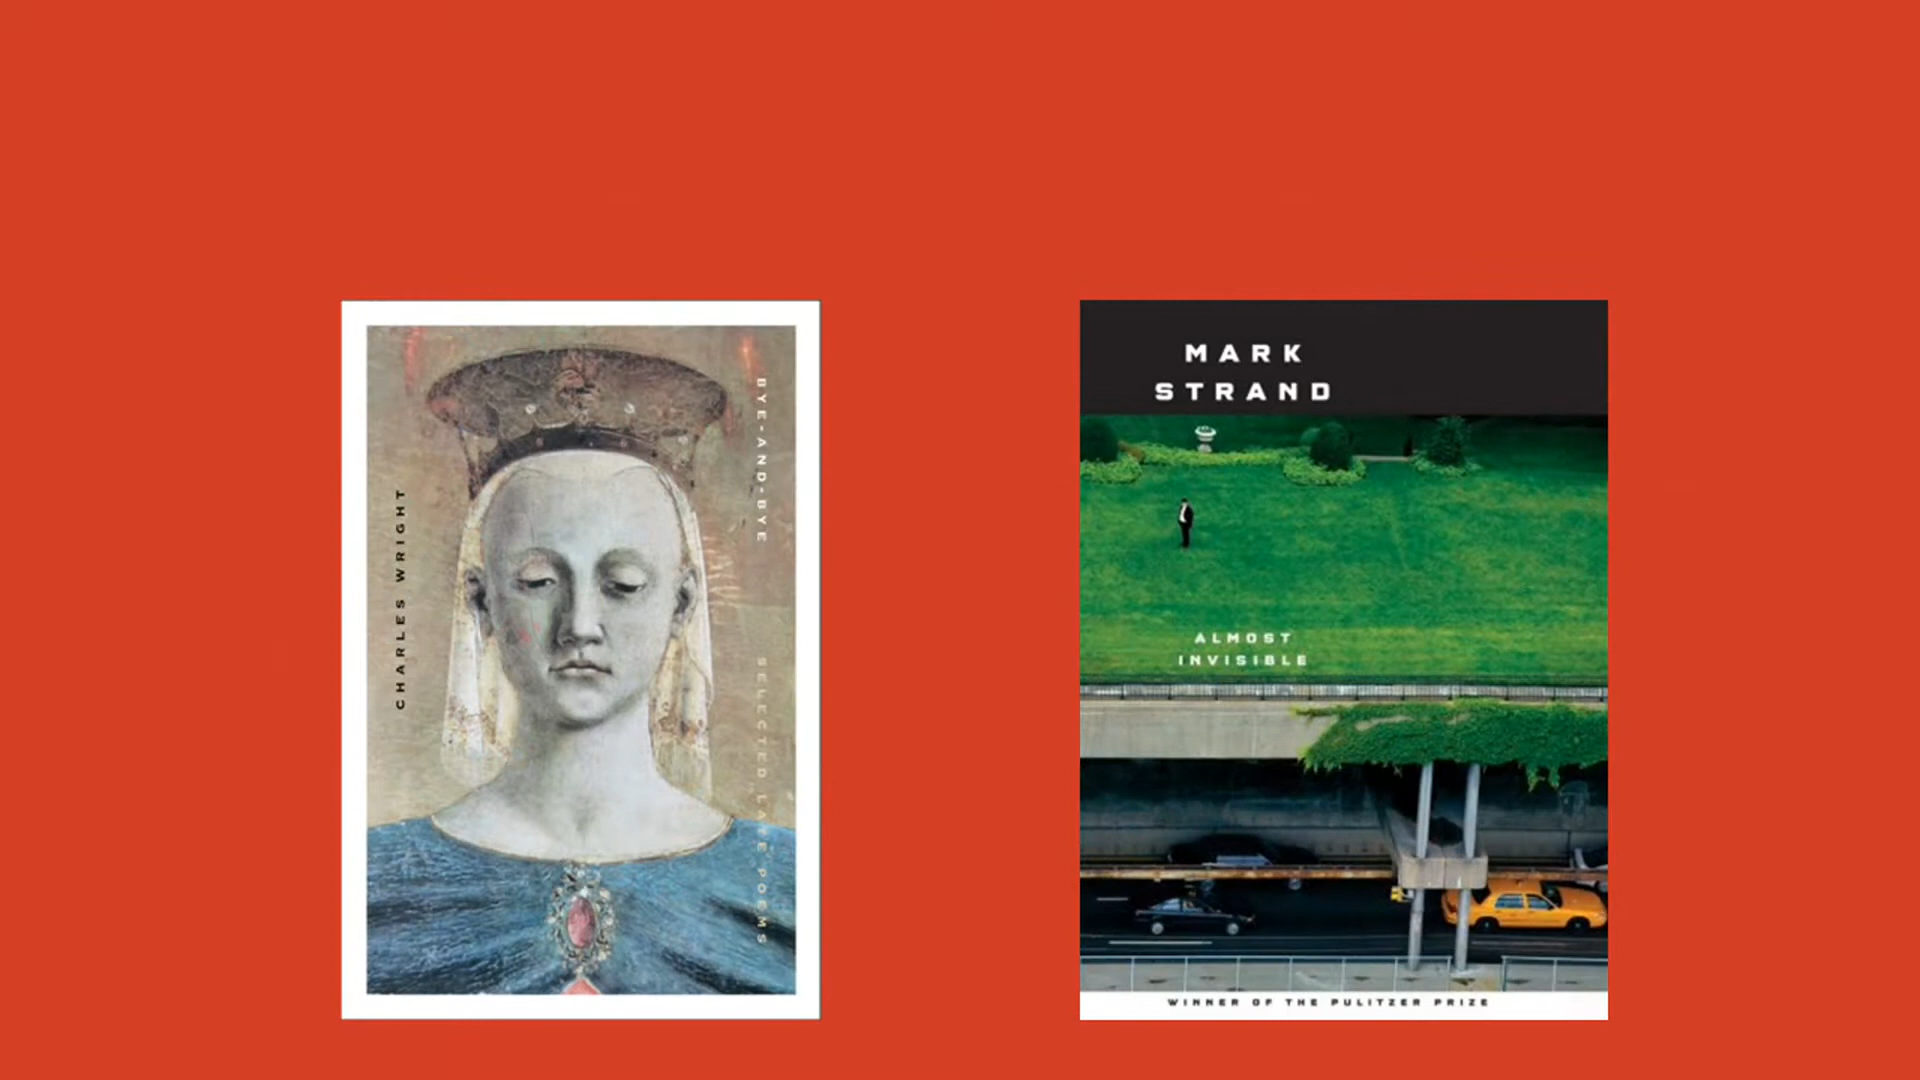 CHARLES WRIGHT
BYE-AND-BYE
SELECTED LATE POEMS
MARK
STRAND
ALMOST
INVISIBLE
WINNER OF THE PULITZER PRIZE